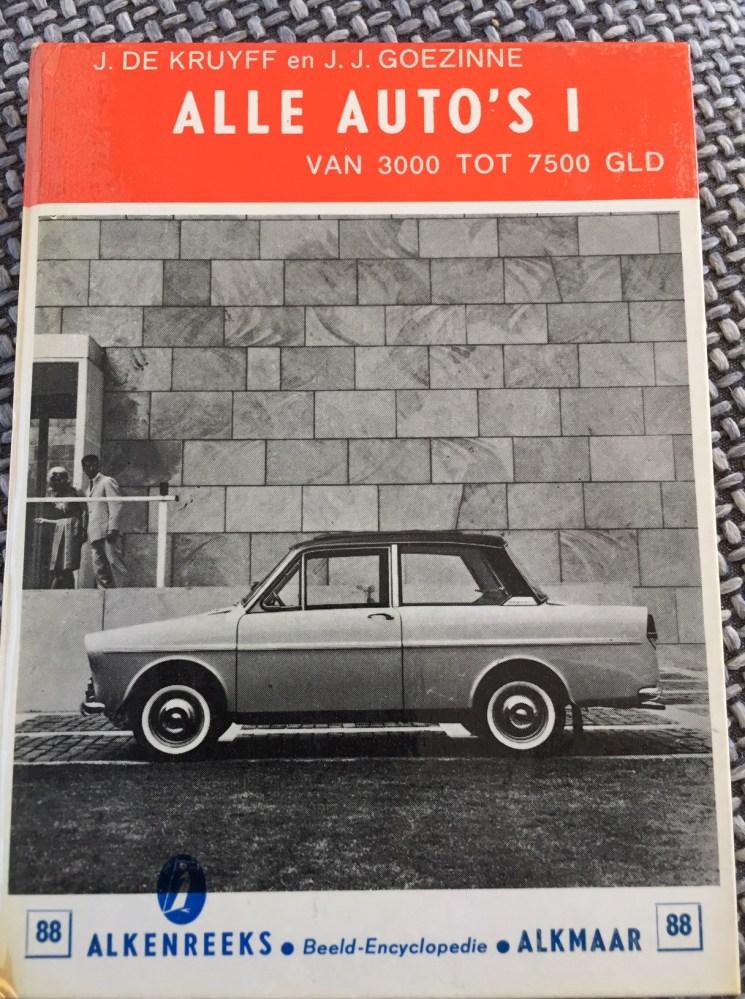 J. DE KRUYFF en J. J. GOEZINNE
ALLE AUTO'S I
VAN 3000 TOT 7500 GLD
88 ALKENREEKS ● Beeld-Encyclopedie ● ALKMAAR 88